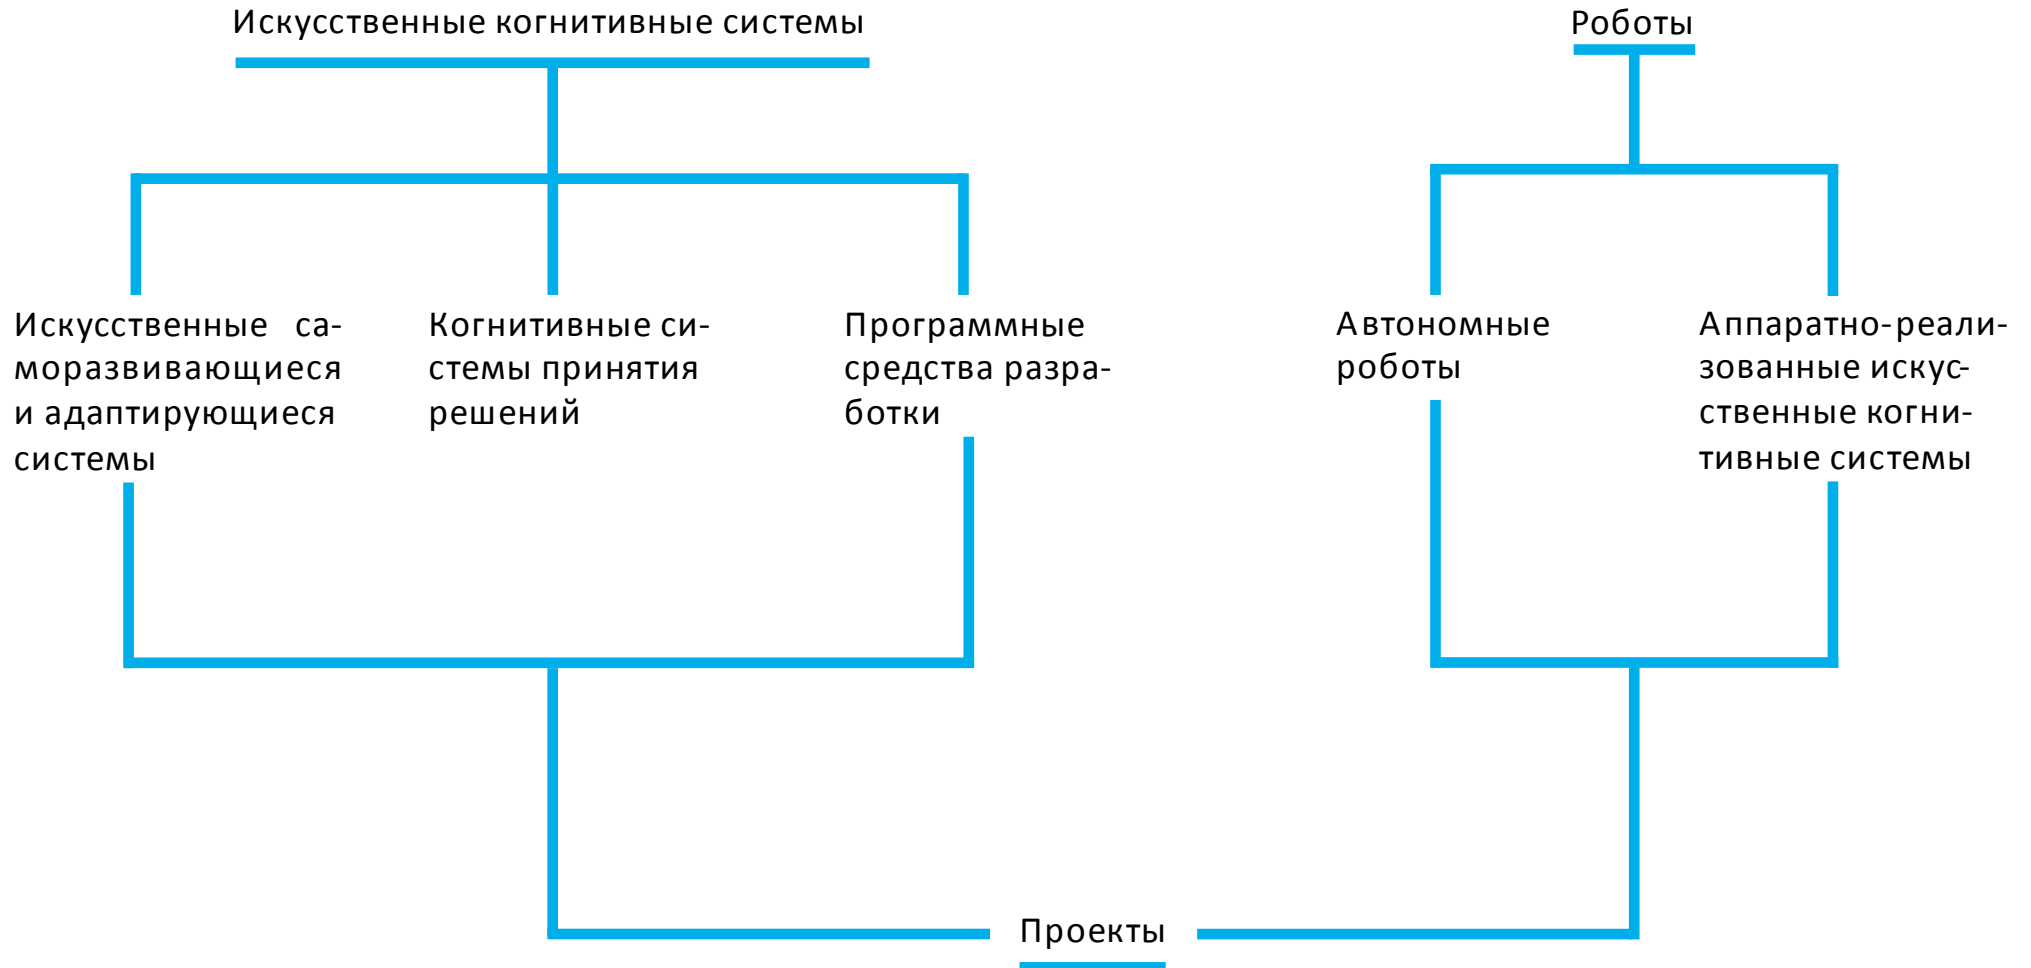 Искусственные когнитивные системы
Роботы
Искусственные са-
моразвивающиеся
и адаптирующиеся
системы
Когнитивные си-
стемы принятия
решений
Программные
средства разра-
ботки
Автономные
роботы
Аппаратно-реали-
зованные искус-
ственные когни-
тивные системы
Проекты